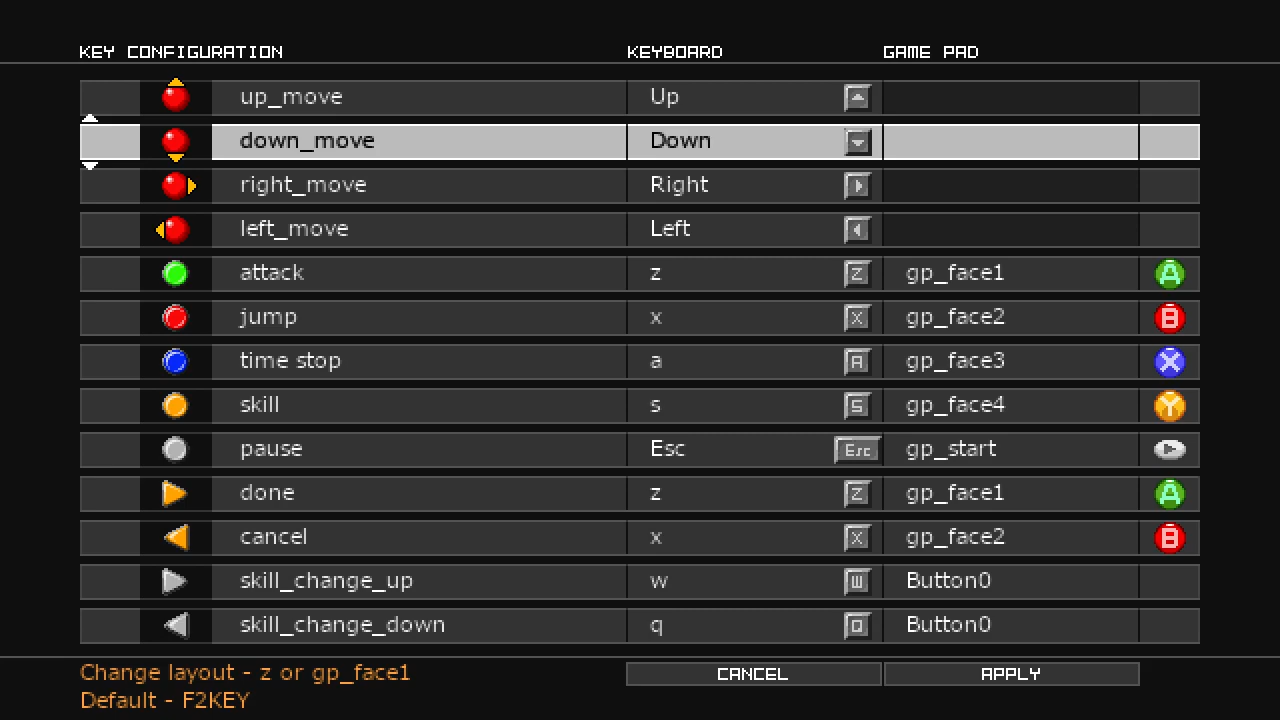 KEY CONFIGURATION KEYBOARD GAME PAD
up_move Up
down_move Down
right_move Right
left_move Left
attack z Z gp_face1 A
jump x X gp_face2 B
time stop a A gp_face3 X
skill s S gp_face4 Y
pause Esc Esc gp_start
done z Z gp_face1 A
cancel x X gp_face2 B
skill_change_up w W Button0
skill_change_down q Q Button0
Change layout - z or gp_face1 CANCEL APPLY
Default - F2KEY